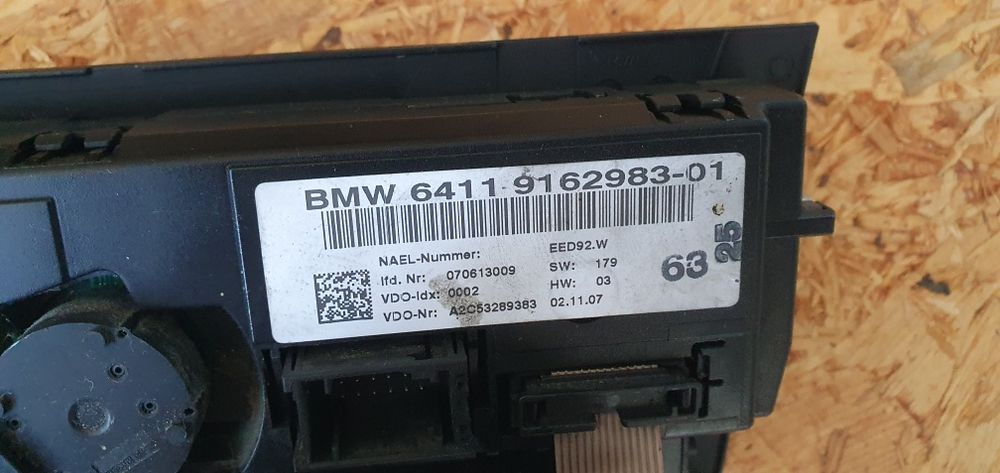 BMW 6411 9162983-01
NAEL-Nummer: EED92.W
lfd. Nr: 070613009 SW: 179
VDO-Idx: 0002 HW: 03
VDO-Nr: A2C53289383 02.11.07
63 25